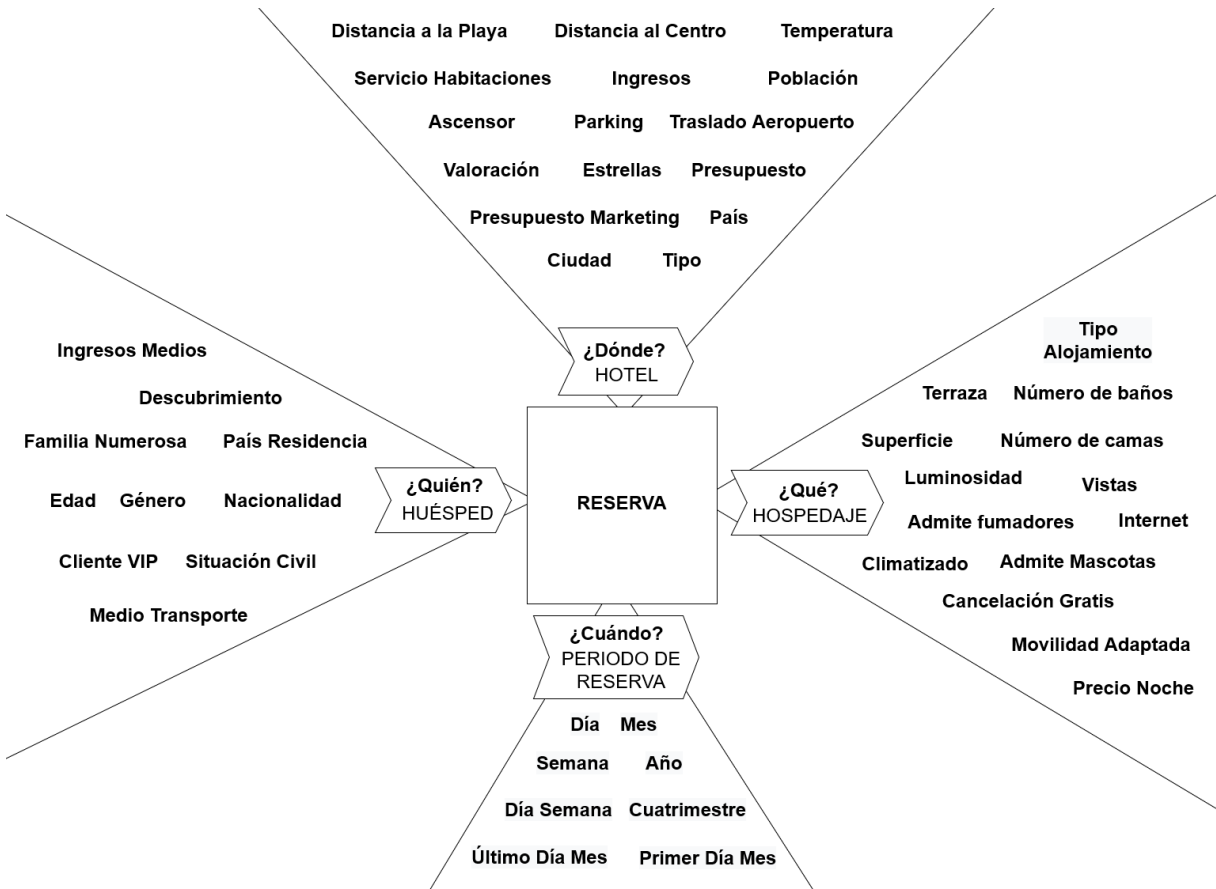 Distancia a la Playa Distancia al Centro Temperatura
Servicio Habitaciones Ingresos Población
Ascensor Parking Traslado Aeropuerto
Valoración Estrellas Presupuesto
Presupuesto Marketing País
Ciudad Tipo
¿Dónde?
HOTEL
Ingresos Medios
Descubrimiento
Familia Numerosa País Residencia
Edad Género Nacionalidad
Cliente VIP Situación Civil
Medio Transporte
¿Quién?
HUÉSPED
RESERVA
¿Qué?
HOSPEDAJE
Tipo
Alojamiento
Terraza Número de baños
Superficie Número de camas
Luminosidad Vistas
Admite fumadores Internet
Climatizado Admite Mascotas
Cancelación Gratis
Movilidad Adaptada
Precio Noche
¿Cuándo?
PERIODO DE
RESERVA
Día Mes
Semana Año
Día Semana Cuatrimestre
Último Día Mes Primer Día Mes